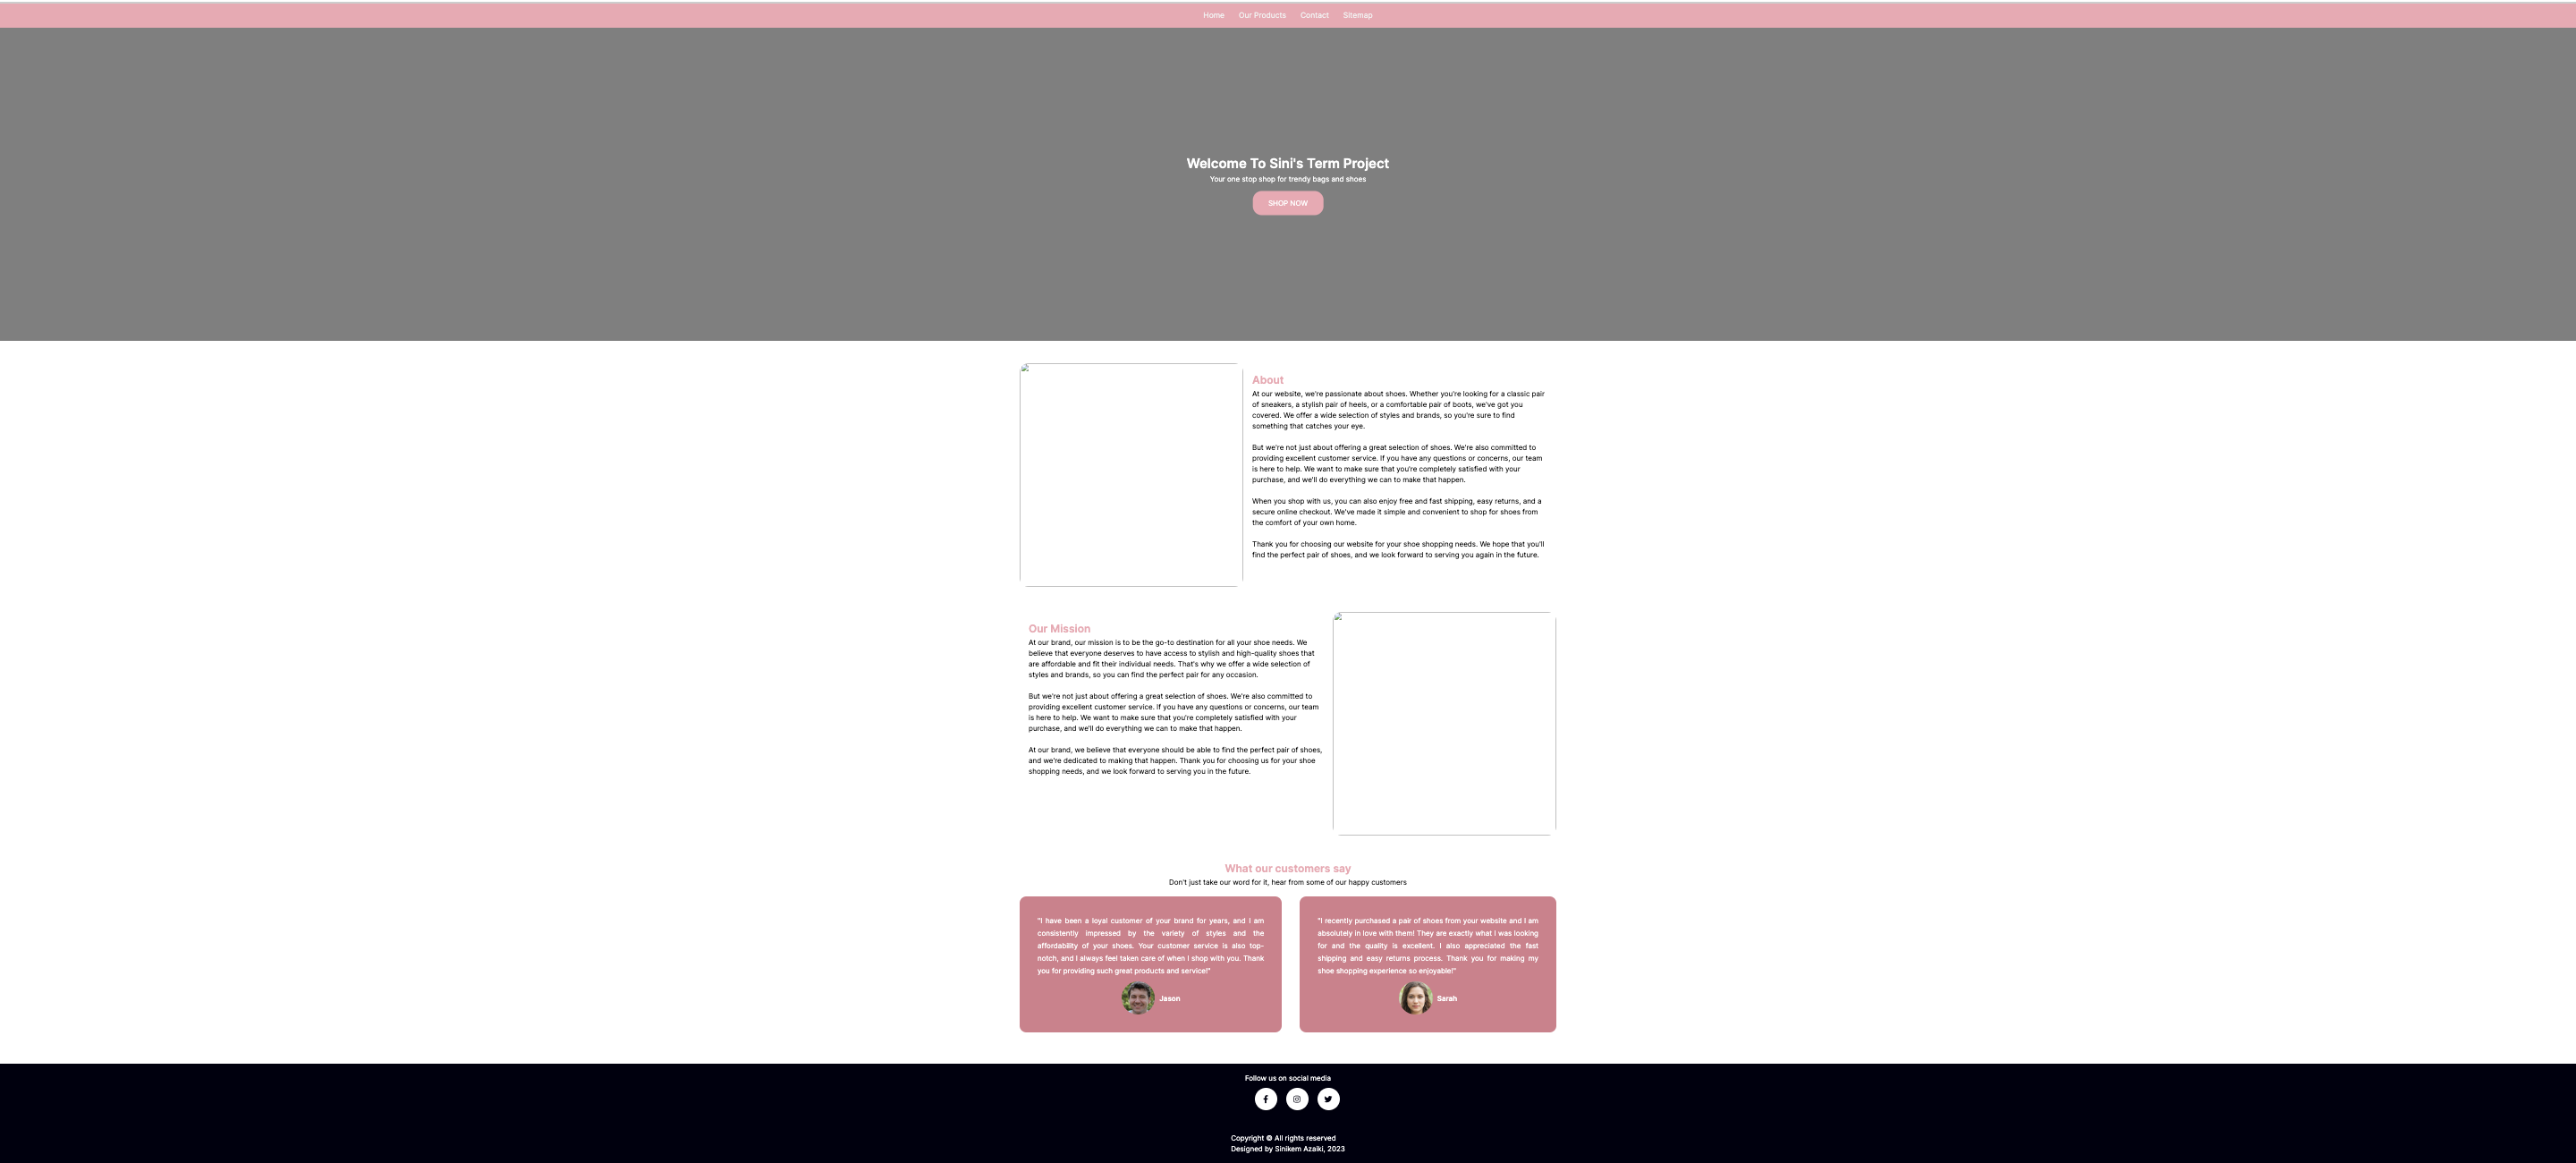 Home Our Products Contact Sitemap
Welcome To Sini's Term Project
Your one stop shop for trendy bags and shoes
SHOP NOW
About
At our website, we're passionate about shoes. Whether you're looking for a classic pair
of sneakers, a stylish pair of heels, or a comfortable pair of boots, we've got you
covered. We offer a wide selection of styles and brands, so you're sure to find
something that catches your eye.
But we're not just about offering a great selection of shoes. We're also committed to
providing excellent customer service. If you have any questions or concerns, our team
is here to help. We want to make sure that you're completely satisfied with your
purchase, and we'll do everything we can to make that happen.
When you shop with us, you can also enjoy free and fast shipping, easy returns, and a
secure online checkout. We've made it simple and convenient to shop for shoes from
the comfort of your own home.
Thank you for choosing our website for your shoe shopping needs. We hope that you'll
find the perfect pair of shoes, and we look forward to serving you again in the future.
Our Mission
At our brand, our mission is to be the go-to destination for all your shoe needs. We
believe that everyone deserves to have access to stylish and high-quality shoes that
are affordable and fit their individual needs. That's why we offer a wide selection of
styles and brands, so you can find the perfect pair for any occasion.
But we're not just about offering a great selection of shoes. We're also committed to
providing excellent customer service. If you have any questions or concerns, our team
is here to help. We want to make sure that you're completely satisfied with your
purchase, and we'll do everything we can to make that happen.
At our brand, we believe that everyone should be able to find the perfect pair of shoes,
and we're dedicated to making that happen. Thank you for choosing us for your shoe
shopping needs, and we look forward to serving you in the future.
What our customers say
Don't just take our word for it, hear from some of our happy customers
"I have been a loyal customer of your brand for years, and I am
consistently impressed by the variety of styles and the
affordability of your shoes. Your customer service is also top-
notch, and I always feel taken care of when I shop with you. Thank
you for providing such great products and service!"
Jason
"I recently purchased a pair of shoes from your website and I am
absolutely in love with them! They are exactly what I was looking
for and the quality is excellent. I also appreciated the fast
shipping and easy returns process. Thank you for making my
shoe shopping experience so enjoyable!"
Sarah
Follow us on social media
Copyright © All rights reserved
Designed by Sinikem Azaiki, 2023